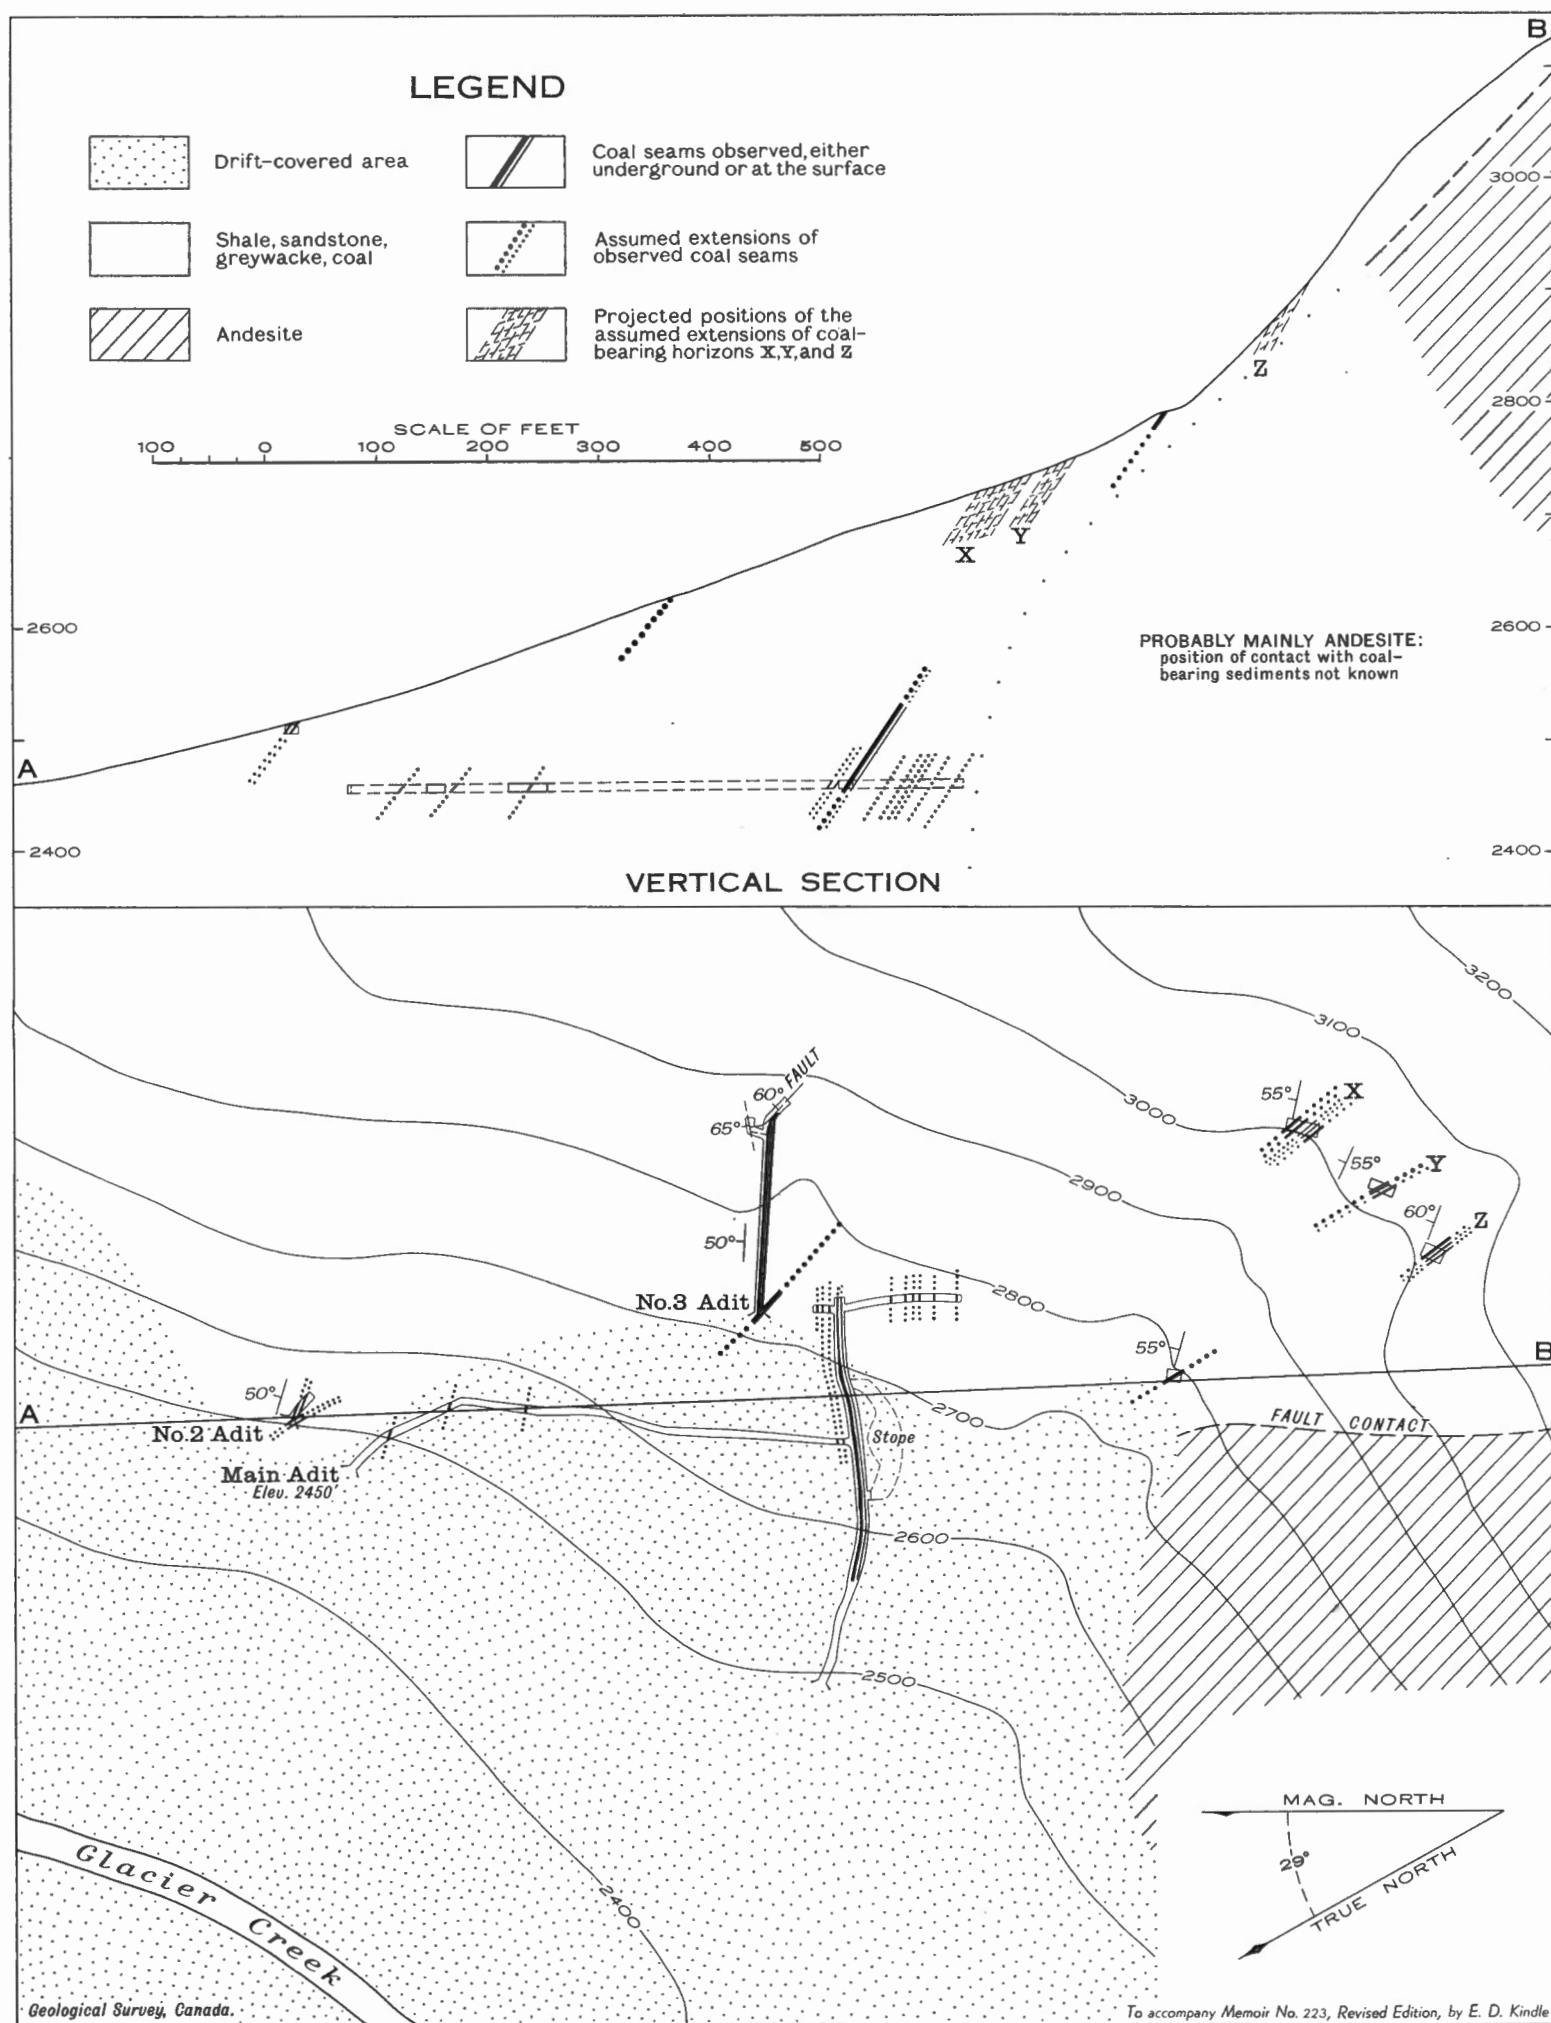 B
LEGEND
Drift-covered area
Coal seams observed, either
underground or at the surface
Shale, sandstone,
greywacke, coal
Assumed extensions of
observed coal seams
Andesite
Projected positions of the
assumed extensions of coal-
bearing horizons X,Y, and Z
SCALE OF FEET
100 0 100 200 300 400 500
3000
Z
2800
X
Y
2600
2600
PROBABLY MAINLY ANDESITE:
position of contact with coal-
bearing sediments not known
A
2400
2400
VERTICAL SECTION
3200
3100
FAULT
60°
65°
3000
55°
X
2900
55°
Y
60°
Z
50°
No.3 Adit
2800
55°
B
50°
A
No.2 Adit
2700
FAULT CONTACT
Stope
Main Adit
Elev. 2450'
2600
2500
MAG. NORTH
29°
TRUE NORTH
Glacier Creek
2400
Geological Survey, Canada.
To accompany Memoir No. 223, Revised Edition, by E. D. Kindle